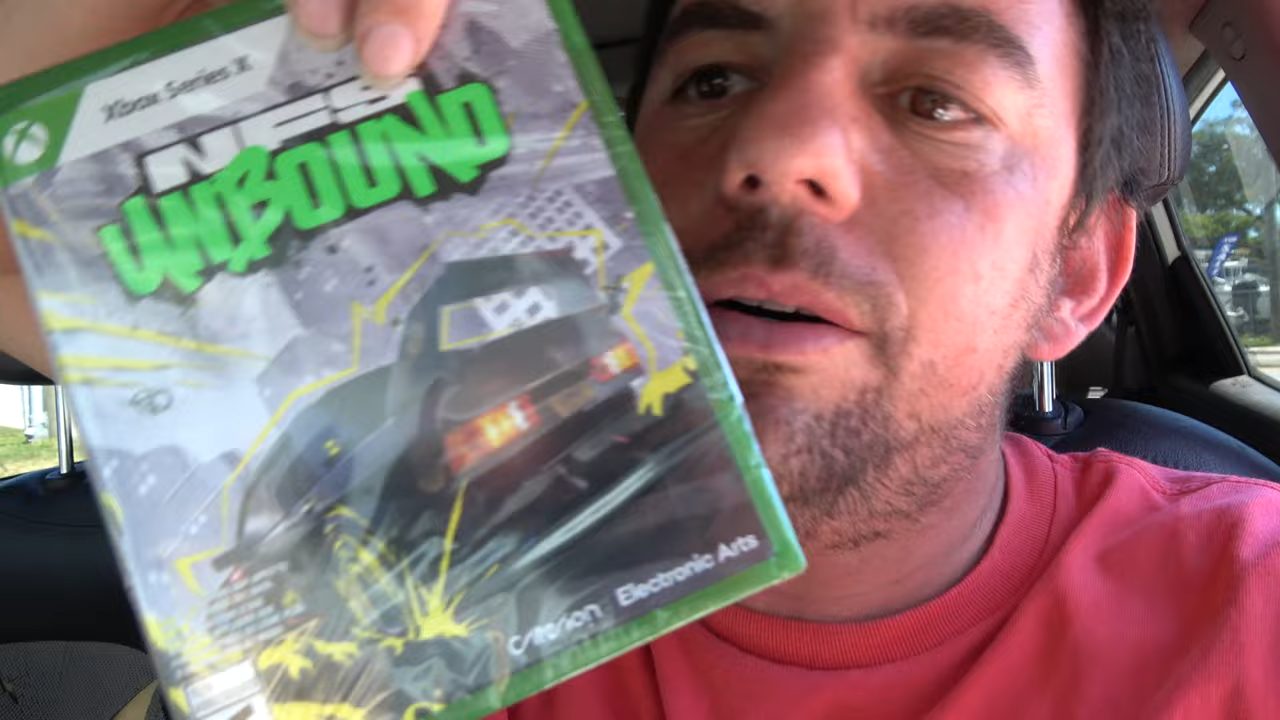 Xbox Series X
NFS
UNBOUND
criterion
Electronic Arts